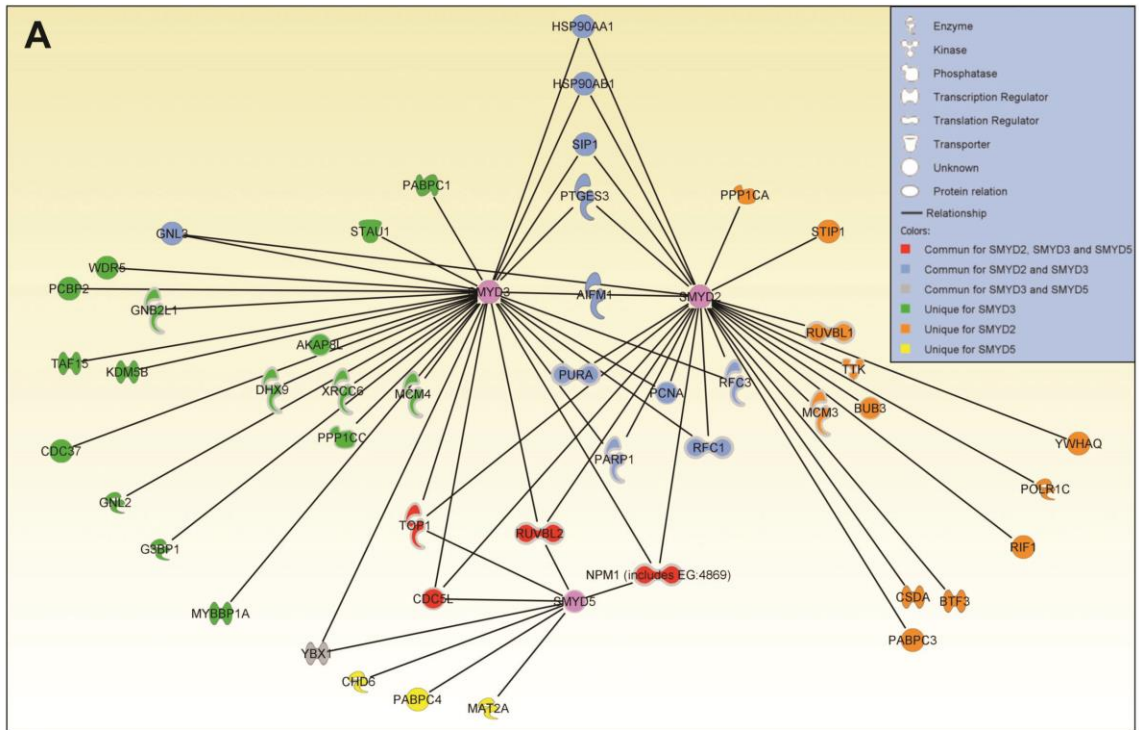 A
HSP90AA1
HSP90AB1
SIP1
PTGES3
PABPC1
PPP1CA
STAU1
STIP1
GNL3
WDR5
PCBP2
SMYD3
AIFM1
SMYD2
GNB2L1
RUVBL1
AKAP8L
TAF15
KDM5B
TTK
DHX9
XRCC6
MCM4
PURA
PCNA
RFC3
MCM3
BUB3
PPP1CC
CDC37
PARP1
RFC1
YWHAQ
GNL2
POLR1C
G3BP1
TOP1
RUVBL2
RIF1
NPM1 (includes EG:4869)
MYBBP1A
CDC5L
SMYD5
CSDA
BTF3
PABPC3
YBX1
CHD6
PABPC4
MAT2A
Enzyme
Kinase
Phosphatase
Transcription Regulator
Translation Regulator
Transporter
Unknown
Protein relation
Relationship
Colors:
Commun for SMYD2, SMYD3 and SMYD5
Commun for SMYD2 and SMYD3
Commun for SMYD3 and SMYD5
Unique for SMYD3
Unique for SMYD2
Unique for SMYD5